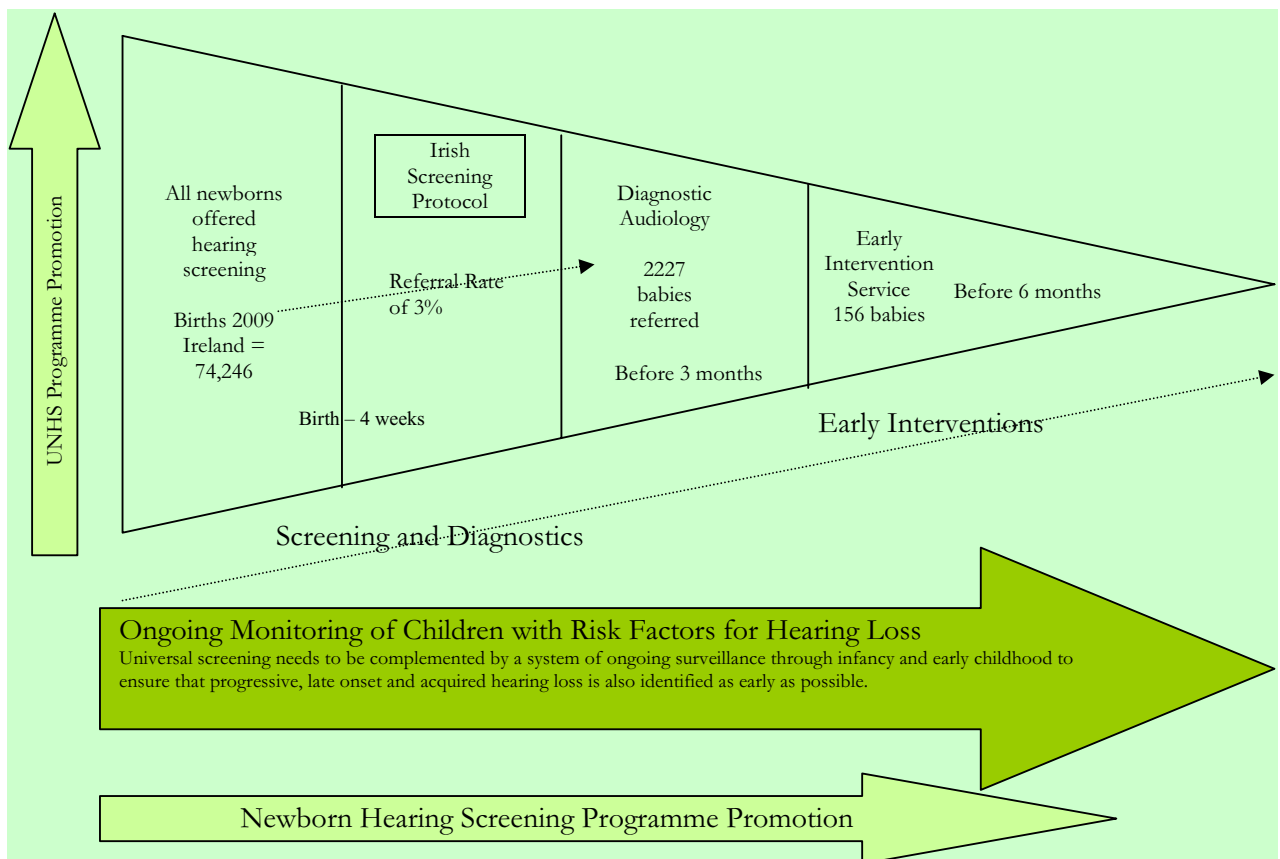 UNHS Programme Promotion
All newborns
offered
hearing
screening
Births 2009
Ireland =
74,246
Irish
Screening
Protocol
Referral Rate
of 3%
Birth – 4 weeks
Diagnostic
Audiology
2227
babies
referred
Before 3 months
Early
Intervention
Service
156 babies
Before 6 months
Early Interventions
Screening and Diagnostics
Ongoing Monitoring of Children with Risk Factors for Hearing Loss
Universal screening needs to be complemented by a system of ongoing surveillance through infancy and early childhood to
ensure that progressive, late onset and acquired hearing loss is also identified as early as possible.
Newborn Hearing Screening Programme Promotion